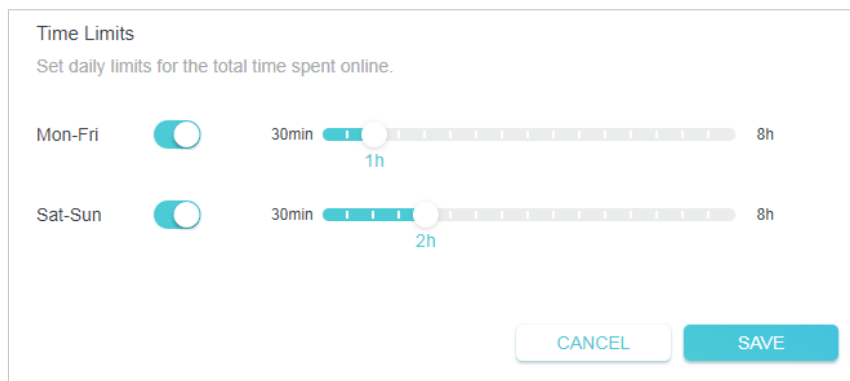 Time Limits
Set daily limits for the total time spent online.
Mon-Fri 30min 8h
1h
Sat-Sun 30min 8h
2h
CANCEL SAVE